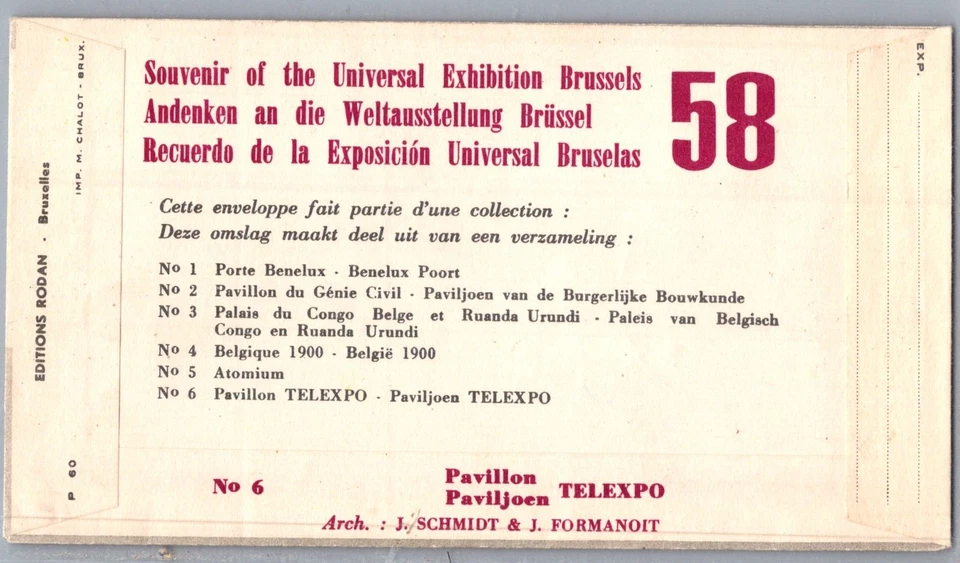 Souvenir of the Universal Exhibition Brussels
Andenken an die Weltausstellung Brüssel
Recuerdo de la Exposición Universal Bruselas
58
Cette enveloppe fait partie d'une collection :
Deze omslag maakt deel uit van een verzameling :
No 1 Porte Benelux - Benelux Poort
No 2 Pavillon du Génie Civil - Paviljoen van de Burgerlijke Bouwkunde
No 3 Palais du Congo Belge et Ruanda Urundi - Paleis van Belgisch
Congo en Ruanda Urundi
No 4 Belgique 1900 - België 1900
No 5 Atomium
No 6 Pavillon TELEXPO - Paviljoen TELEXPO
No 6
Pavillon
Paviljoen TELEXPO
Arch. : J. SCHMIDT & J. FORMANOIT
EDITIONS RODAN - Bruxelles
IMP. M. CHALOT - BRUX.
P 60
EXP.